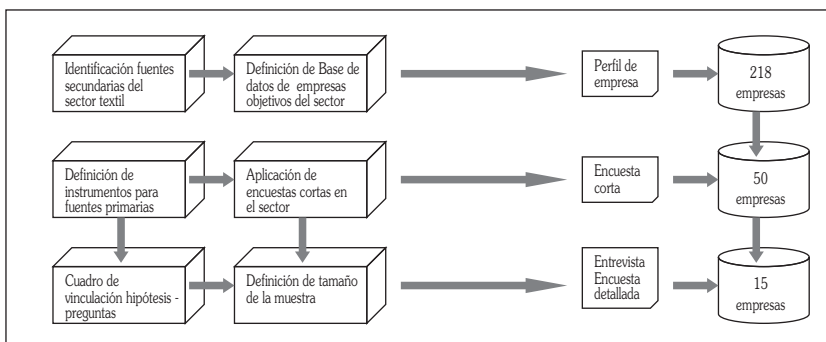 Identificación fuentes
secundarias del
sector textil
Definición de Base de
datos de empresas
objetivos del sector
Perfil de
empresa
218
empresas
Definición de
instrumentos para
fuentes primarias
Aplicación de
encuestas cortas en
el sector
Encuesta
corta
50
empresas
Cuadro de
vinculación hipótesis -
preguntas
Definición de tamaño
de la muestra
Entrevista
Encuesta
detallada
15
empresas